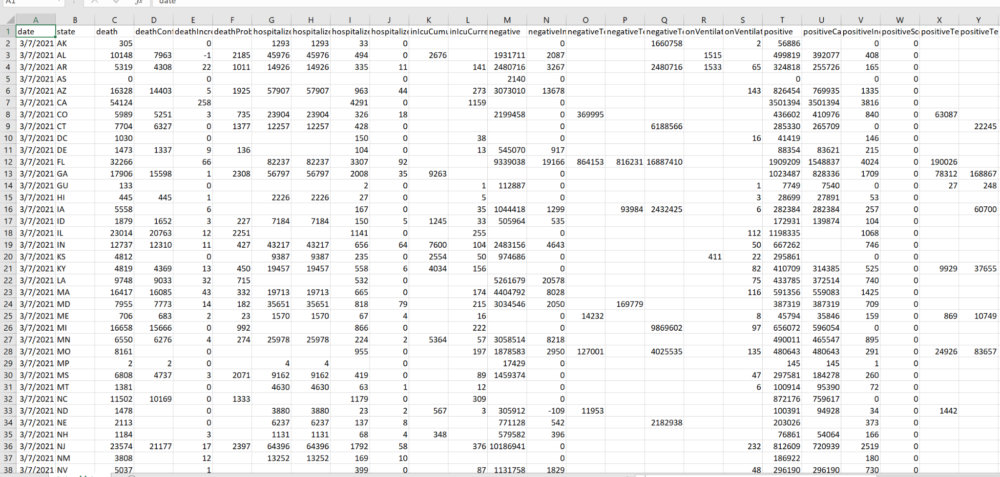 A1 fx date
A B C D E F G H I J K L M N O P Q R S T U V W X Y
1 date state death deathConf deathIncre deathProb hospitalize hospitalize hospitalize hospitalize inIcuCumu inIcuCurre negative negativeIn negativeTe negativeTe negativeTe onVentilat onVentilat positive positiveCa positiveIn positiveSc positiveTe positiveTe
2 3/7/2021 AK 305 0 1293 1293 33 0 0 1660758 2 56886 0 0
3 3/7/2021 AL 10148 7963 -1 2185 45976 45976 494 0 2676 1931711 2087 1515 499819 392077 408 0
4 3/7/2021 AR 5319 4308 22 1011 14926 14926 335 11 141 2480716 3267 2480716 1533 65 324818 255726 165 0
5 3/7/2021 AS 0 0 0 2140 0 0 0 0
6 3/7/2021 AZ 16328 14403 5 1925 57907 57907 963 44 273 3073010 13678 143 826454 769935 1335 0
7 3/7/2021 CA 54124 258 4291 0 1159 0 3501394 3501394 3816 0
8 3/7/2021 CO 5989 5251 3 735 23904 23904 326 18 2199458 0 369995 436602 410976 840 0 63087
9 3/7/2021 CT 7704 6327 0 1377 12257 12257 428 0 0 6188566 285330 265709 0 0 22245
10 3/7/2021 DC 1030 0 150 0 38 0 16 41419 146 0
11 3/7/2021 DE 1473 1337 9 136 104 0 13 545070 917 88354 83621 215 0
12 3/7/2021 FL 32266 66 82237 82237 3307 92 9339038 19166 864153 816231 16887410 1909209 1548837 4024 0 190026
13 3/7/2021 GA 17906 15598 1 2308 56797 56797 2008 35 9263 0 1023487 828336 1709 0 78312 168867
14 3/7/2021 GU 133 0 2 0 1 112887 0 1 7749 7540 0 0 27 248
15 3/7/2021 HI 445 445 1 2226 2226 27 0 5 0 3 28699 27891 53 0
16 3/7/2021 IA 5558 6 167 0 35 1044418 1299 93984 2432425 6 282384 282384 257 0 60700
17 3/7/2021 ID 1879 1652 3 227 7184 7184 150 5 1245 33 505964 535 172931 139874 104 0
18 3/7/2021 IL 23014 20763 12 2251 1141 0 255 0 112 1198335 1068 0
19 3/7/2021 IN 12737 12310 11 427 43217 43217 656 64 7600 104 2483156 4643 50 667262 746 0
20 3/7/2021 KS 4812 0 9387 9387 235 0 2554 50 974686 0 411 22 295861 0 0
21 3/7/2021 KY 4819 4369 13 450 19457 19457 558 6 4034 156 0 82 410709 314385 525 0 9929 37655
22 3/7/2021 LA 9748 9033 32 715 532 0 5261679 20578 75 433785 372514 740 0
23 3/7/2021 MA 16417 16085 43 332 19713 19713 665 0 174 4404792 8028 116 591356 559083 1425 0
24 3/7/2021 MD 7955 7773 14 182 35651 35651 818 79 215 3034546 2050 169779 387319 387319 709 0
25 3/7/2021 ME 706 683 2 23 1570 1570 67 4 16 0 14232 8 45794 35846 159 0 869 10749
26 3/7/2021 MI 16658 15666 0 992 866 0 222 0 9869602 97 656072 596054 0 0
27 3/7/2021 MN 6550 6276 4 274 25978 25978 224 2 5364 57 3058514 8218 490011 465547 895 0
28 3/7/2021 MO 8161 0 955 0 197 1878583 2950 127001 4025535 135 480643 480643 291 0 24926 83657
29 3/7/2021 MP 2 2 0 4 4 0 17429 0 145 145 1 0
30 3/7/2021 MS 6808 4737 3 2071 9162 9162 419 0 89 1459374 0 47 297581 184278 260 0
31 3/7/2021 MT 1381 0 4630 4630 63 1 12 0 6 100914 95390 72 0
32 3/7/2021 NC 11502 10169 0 1333 1179 0 309 0 872176 759617 0 0
33 3/7/2021 ND 1478 0 3880 3880 23 2 567 3 305912 -109 11953 100391 94928 34 0 1442
34 3/7/2021 NE 2113 0 6237 6237 137 8 771128 542 2182938 203026 373 0
35 3/7/2021 NH 1184 3 1131 1131 68 4 348 579582 396 76861 54064 166 0
36 3/7/2021 NJ 23574 21177 17 2397 64396 64396 1792 58 376 10186941 0 232 812609 720939 2519 0
37 3/7/2021 NM 3808 12 13252 13252 169 10 0 186922 180 0
38 3/7/2021 NV 5037 1 399 0 87 1131758 1829 48 296190 296190 730 0